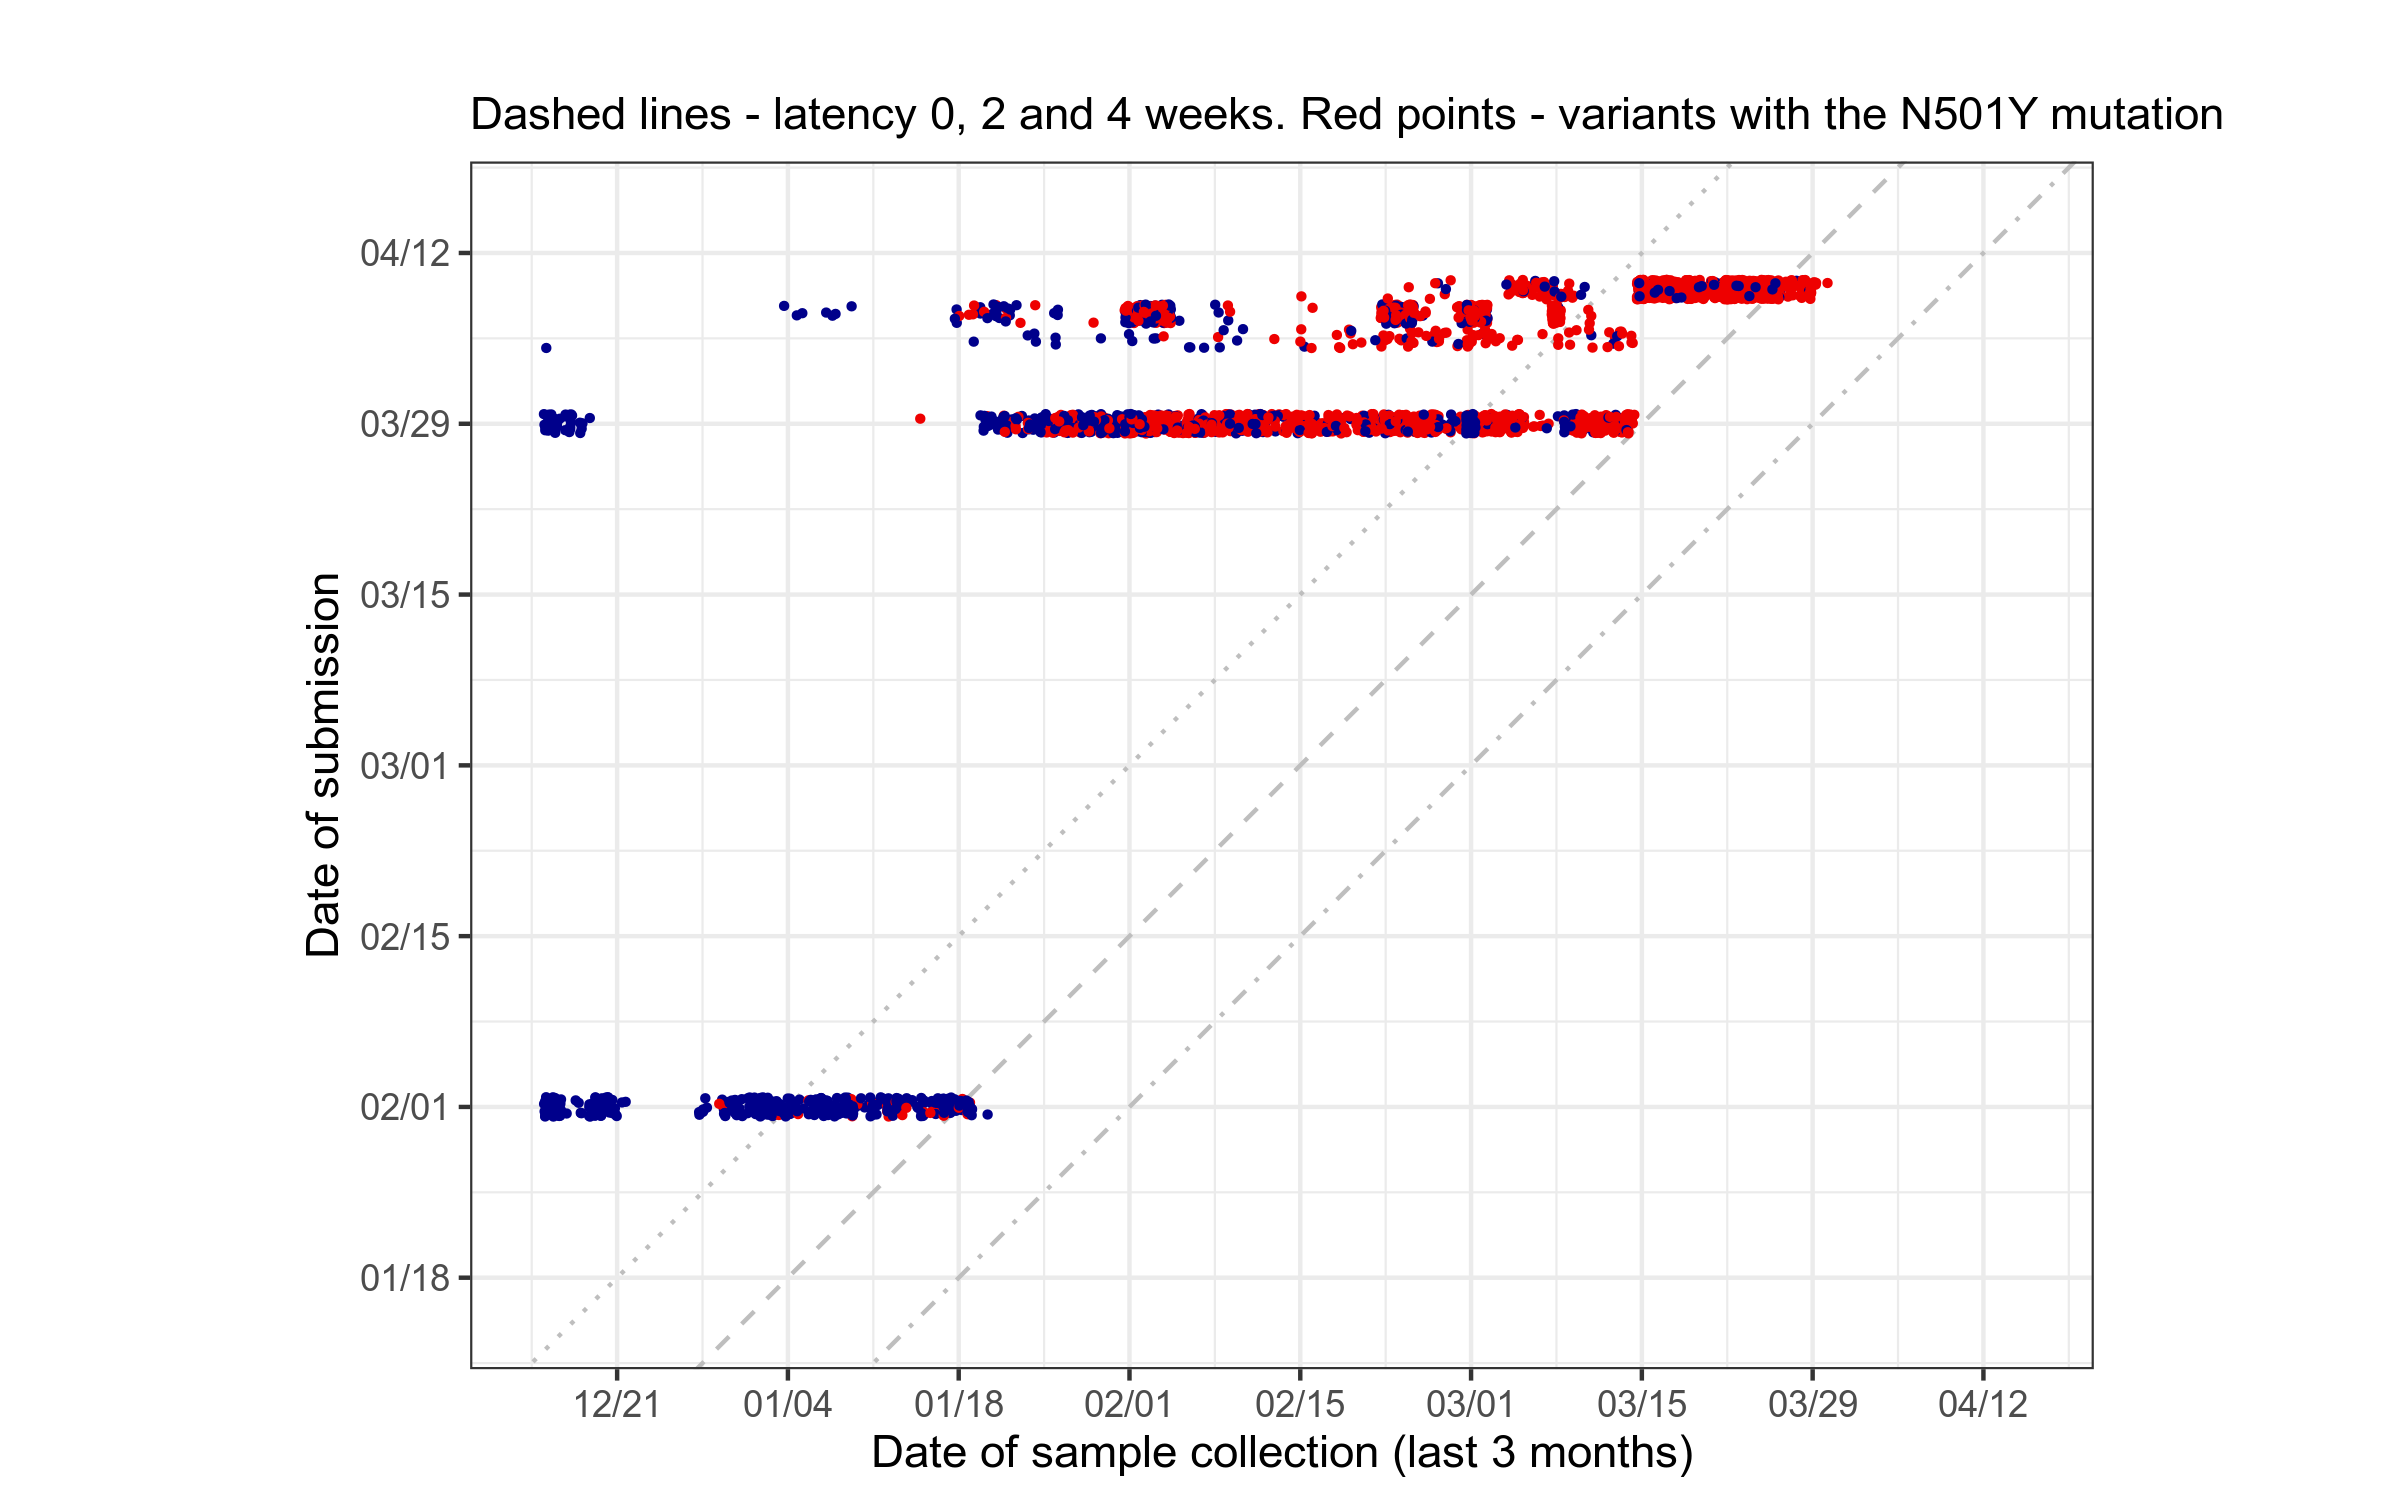 Dashed lines - latency 0, 2 and 4 weeks. Red points - variants with the N501Y mutation
Date of submission
04/12
03/29
03/15
03/01
02/15
02/01
01/18
12/21 01/04 01/18 02/01 02/15 03/01 03/15 03/29 04/12
Date of sample collection (last 3 months)